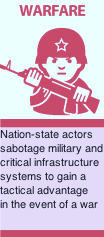 WARFARE
Nation-state actors
sabotage military and
critical infrastructure
systems to gain a
tactical advantage
in the event of a war